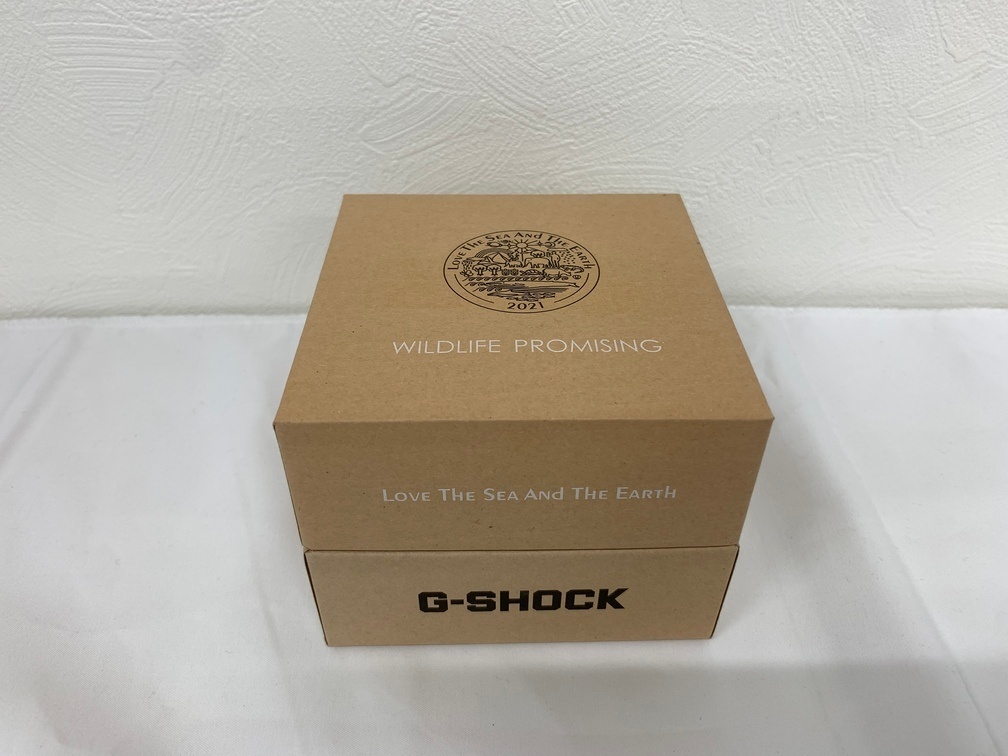 Love The Sea And The Earth
2021
WILDLIFE PROMISING
Love The Sea And The Earth
G-SHOCK